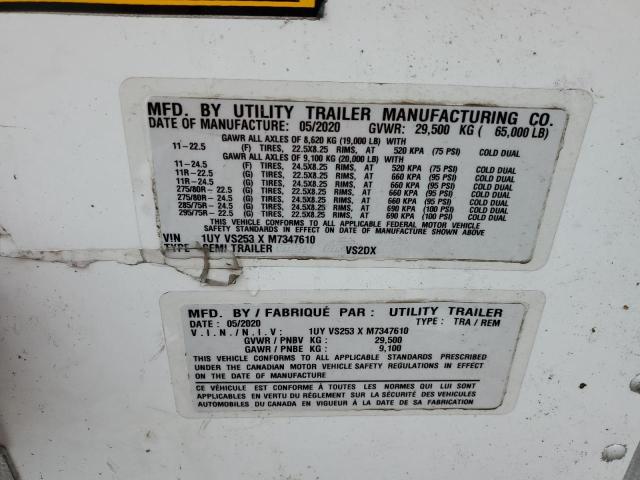 MFD. BY UTILITY TRAILER MANUFACTURING CO.
DATE OF MANUFACTURE: 05/2020 GVWR: 29,500 KG ( 65,000 LB)
GAWR ALL AXLES OF 8,620 KG (19,000 LB) WITH
11-22.5 (F) TIRES, 22.5X8.25 RIMS, AT 520 KPA (75 PSI) COLD DUAL
GAWR ALL AXLES OF 9,100 KG (20,000 LB) WITH
11-24.5 (F) TIRES, 24.5X8.25 RIMS, AT 520 KPA (75 PSI) COLD DUAL
11R-22.5 (G) TIRES, 22.5X8.25 RIMS, AT 660 KPA (95 PSI) COLD DUAL
11R-24.5 (G) TIRES, 24.5X8.25 RIMS, AT 660 KPA (95 PSI) COLD DUAL
275/80R-22.5 (G) TIRES, 22.5X8.25 RIMS, AT 660 KPA (95 PSI) COLD DUAL
275/80R-24.5 (G) TIRES, 24.5X8.25 RIMS, AT 660 KPA (95 PSI) COLD DUAL
285/75R-24.5 (G) TIRES, 24.5X8.25 RIMS, AT 690 KPA (100 PSI) COLD DUAL
295/75R-22.5 (G) TIRES, 22.5X8.25 RIMS, AT 690 KPA (100 PSI) COLD DUAL
THIS VEHICLE CONFORMS TO ALL APPLICABLE FEDERAL MOTOR VEHICLE
SAFETY STANDARDS IN EFFECT ON DATE OF MANUFACTURE SHOWN ABOVE
VIN 1UY VS253 X M7347610
TYPE SEMI TRAILER VS2DX
MFD. BY / FABRIQUÉ PAR : UTILITY TRAILER
DATE : 05/2020 TYPE : TRA / REM
V.I.N./N.I.V: 1UY VS253 X M7347610
GVWR / PNBV KG : 29,500
GAWR / PNBE KG : 9,100
THIS VEHICLE CONFORMS TO ALL APPLICABLE STANDARDS PRESCRIBED
UNDER THE CANADIAN MOTOR VEHICLE SAFETY REGULATIONS IN EFFECT ON
THE DATE OF MANUFACTURE
CE VÉHICULE EST CONFORME À TOUTES LES NORMES QUI LUI SONT
APPLICABLES EN VERTU DU RÉGLEMENT SUR LA SÉCURITÉ DES VÉHICULES
AUTOMOBILES DU CANADA EN VIGUEUR À LA DATE DE SA FABRICATION